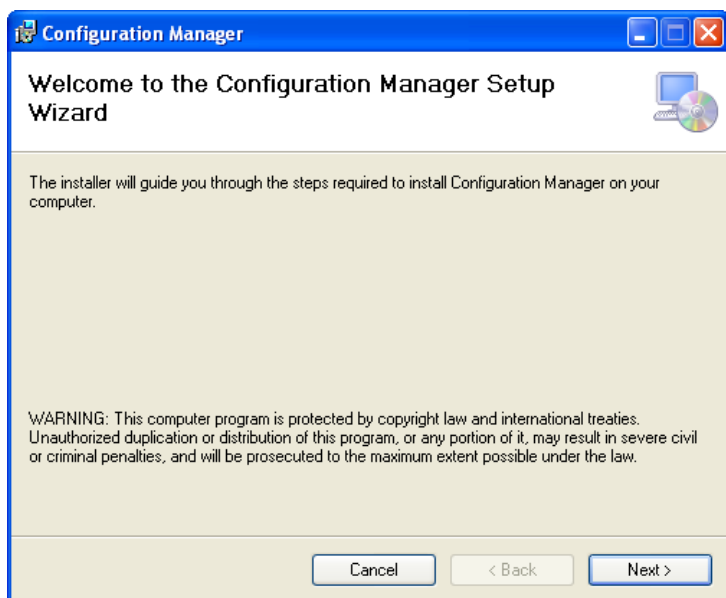 Configuration Manager
Welcome to the Configuration Manager Setup
Wizard
The installer will guide you through the steps required to install Configuration Manager on your
computer.
WARNING: This computer program is protected by copyright law and international treaties.
Unauthorized duplication or distribution of this program, or any portion of it, may result in severe civil
or criminal penalties, and will be prosecuted to the maximum extent possible under the law.
Cancel
< Back
Next >